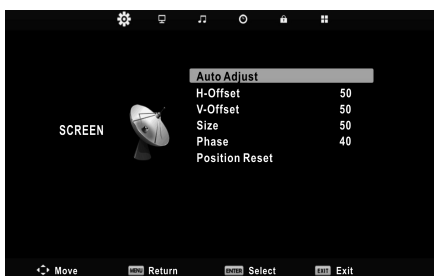 Auto Adjust
H-Offset 50
V-Offset 50
SCREEN
Size 50
Phase 40
Position Reset
Move MENU Return ENTER Select EXIT Exit